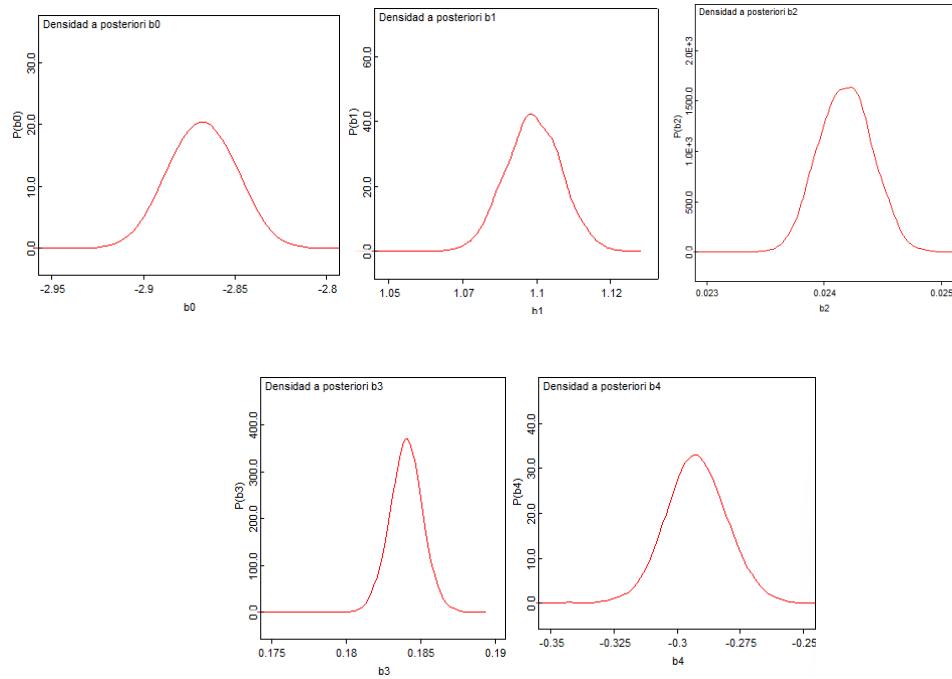 Densidad a posteriori b0
P(b0)
30.0
20.0
10.0
0.0
-2.95
-2.9
-2.85
-2.8
b0
Densidad a posteriori b1
P(b1)
60.0
40.0
20.0
0.0
1.05
1.07
1.1
1.12
b1
Densidad a posteriori b2
P(b2)
2.0E+3
1500.0
1.0E+3
500.0
0.0
0.023
0.024
0.025
b2
Densidad a posteriori b3
P(b3)
400.0
300.0
200.0
100.0
0.0
0.175
0.18
0.185
0.19
b3
Densidad a posteriori b4
P(b4)
40.0
30.0
20.0
10.0
0.0
-0.35
-0.325
-0.3
-0.275
-0.25
b4